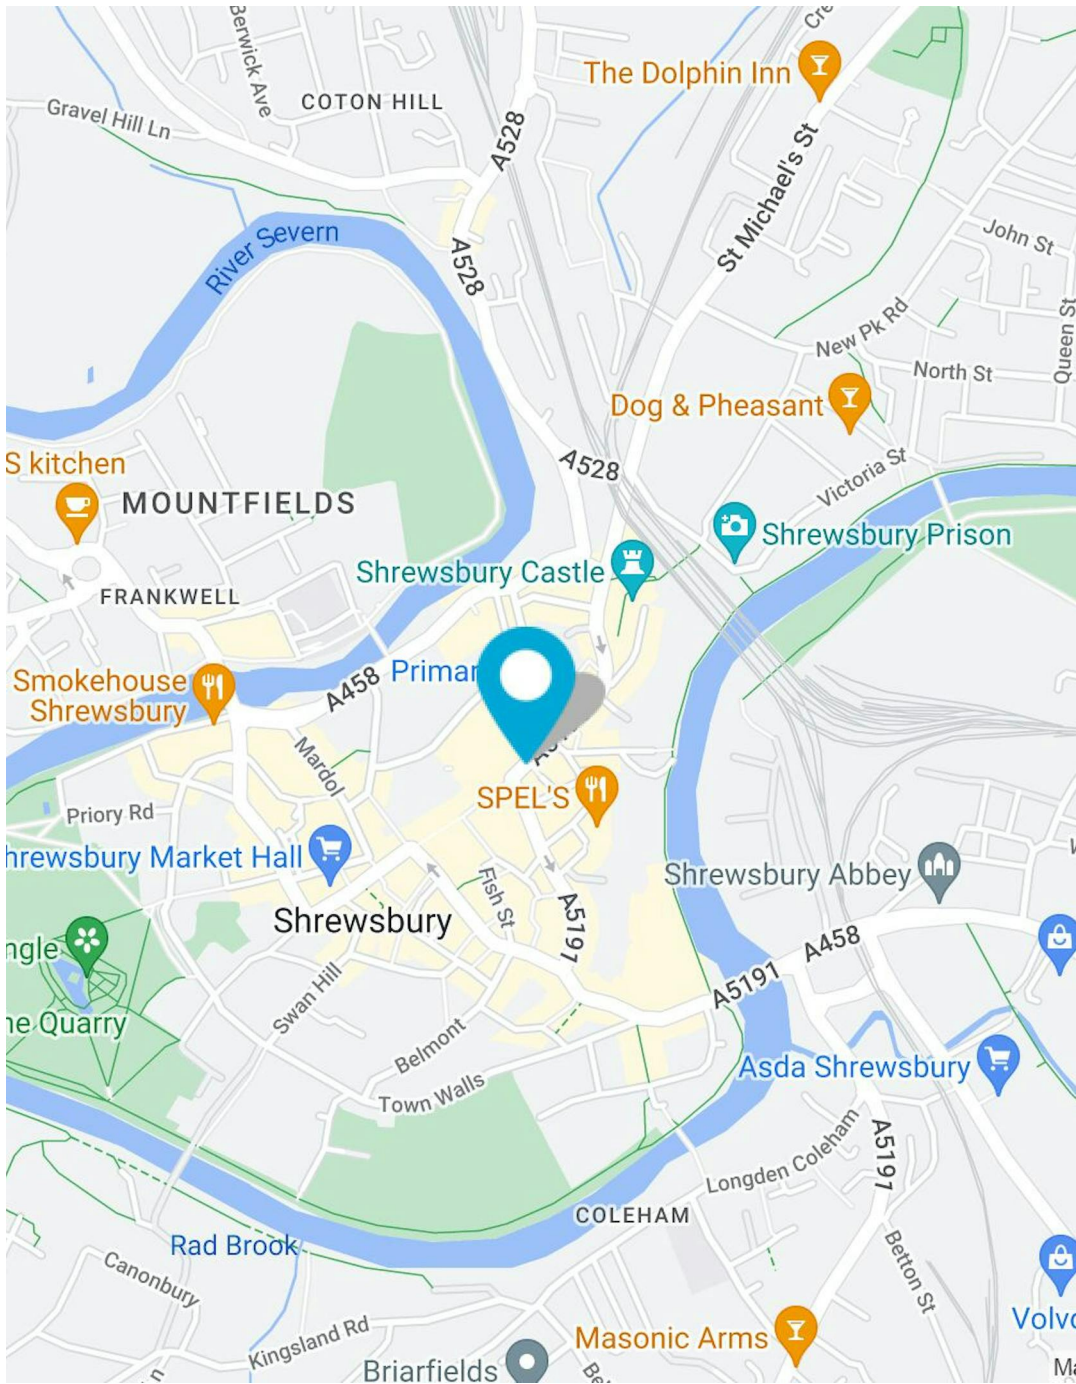 Berwick Ave
COTON HILL
The Dolphin Inn
Gravel Hill Ln
A528
St Michael's St
River Severn
John St
A528
New Pk Rd
Queen St
North St
Dog & Pheasant
S kitchen
A528
Victoria St
MOUNTFIELDS
Shrewsbury Prison
Shrewsbury Castle
FRANKWELL
Smokehouse
Shrewsbury
A458
Primar
Mardol
Priory Rd
SPEL'S
hrewsbury Market Hall
Shrewsbury Abbey
Fish St
Shrewsbury
A5191
A458
ngle
Swan Hill
A5191
ne Quarry
Belmont
Asda Shrewsbury
Town Walls
Longden Coleham
A5191
COLEHAM
Rad Brook
Canonbury
Betton St
Kingsland Rd
Masonic Arms
Volvo
Briarfields
Be
Ma